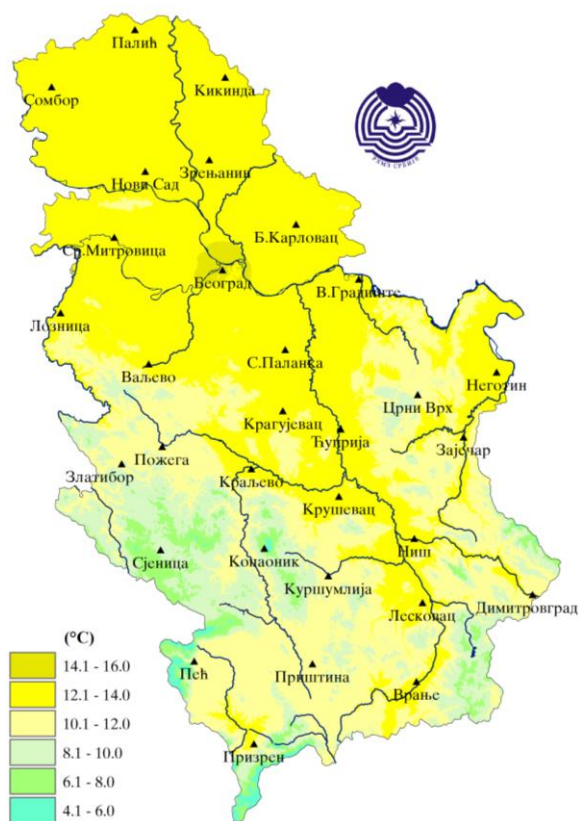 Палић
Сомбор
Кикинда
Зрењанин
Нови Сад
Б.Карловац
Ср.Митровица
Београд
В.Градиште
Лозница
Ваљево
С.Паланка
Неготин
Црни Врх
Крагујевац
Ћуприја
Зајечар
Пожега
Златибор
Краљево
Крушевац
Ниш
Сјеница
Копаоник
Куршумлија
Димитровград
Лесковац
Пећ
Приштина
Врање
Призрен
РХМЗ СРБИЈЕ
(°C)
14.1 - 16.0
12.1 - 14.0
10.1 - 12.0
8.1 - 10.0
6.1 - 8.0
4.1 - 6.0